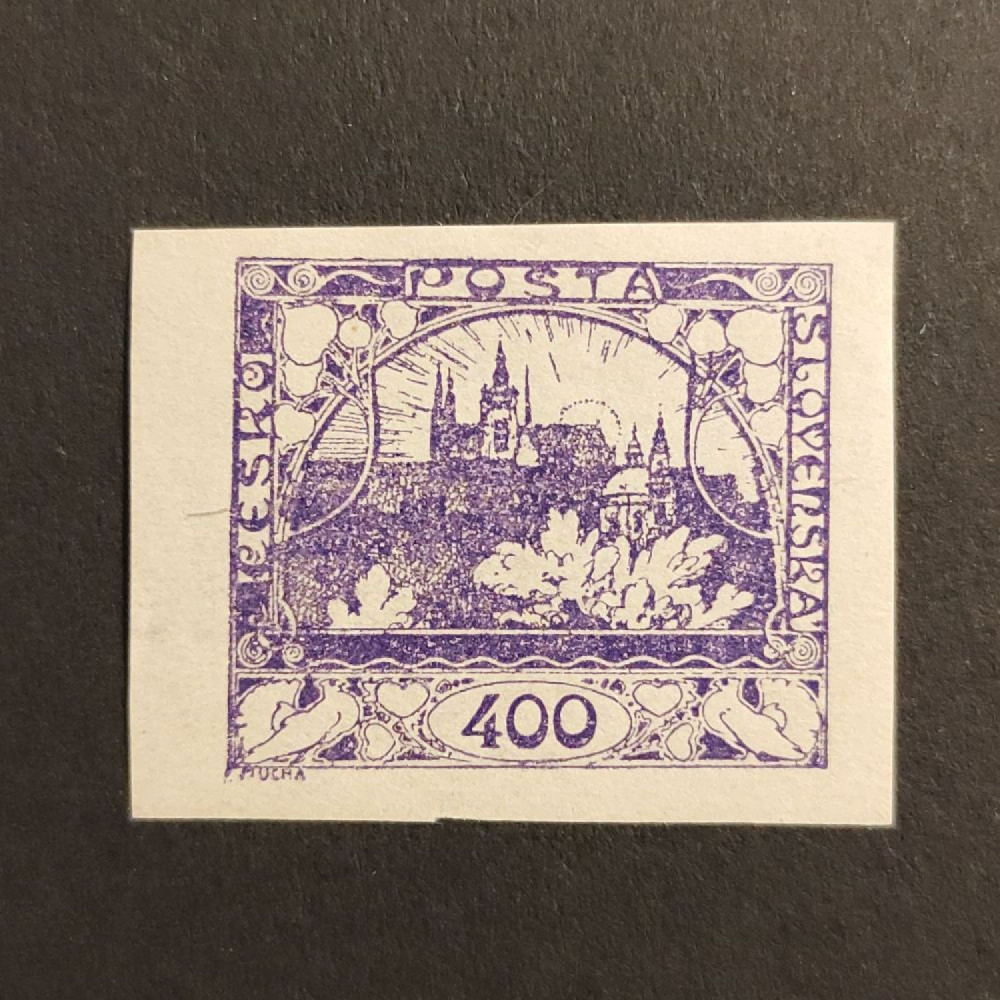 POŠTA
ČESKO
SLOVENSKÁ
400
MUCHA